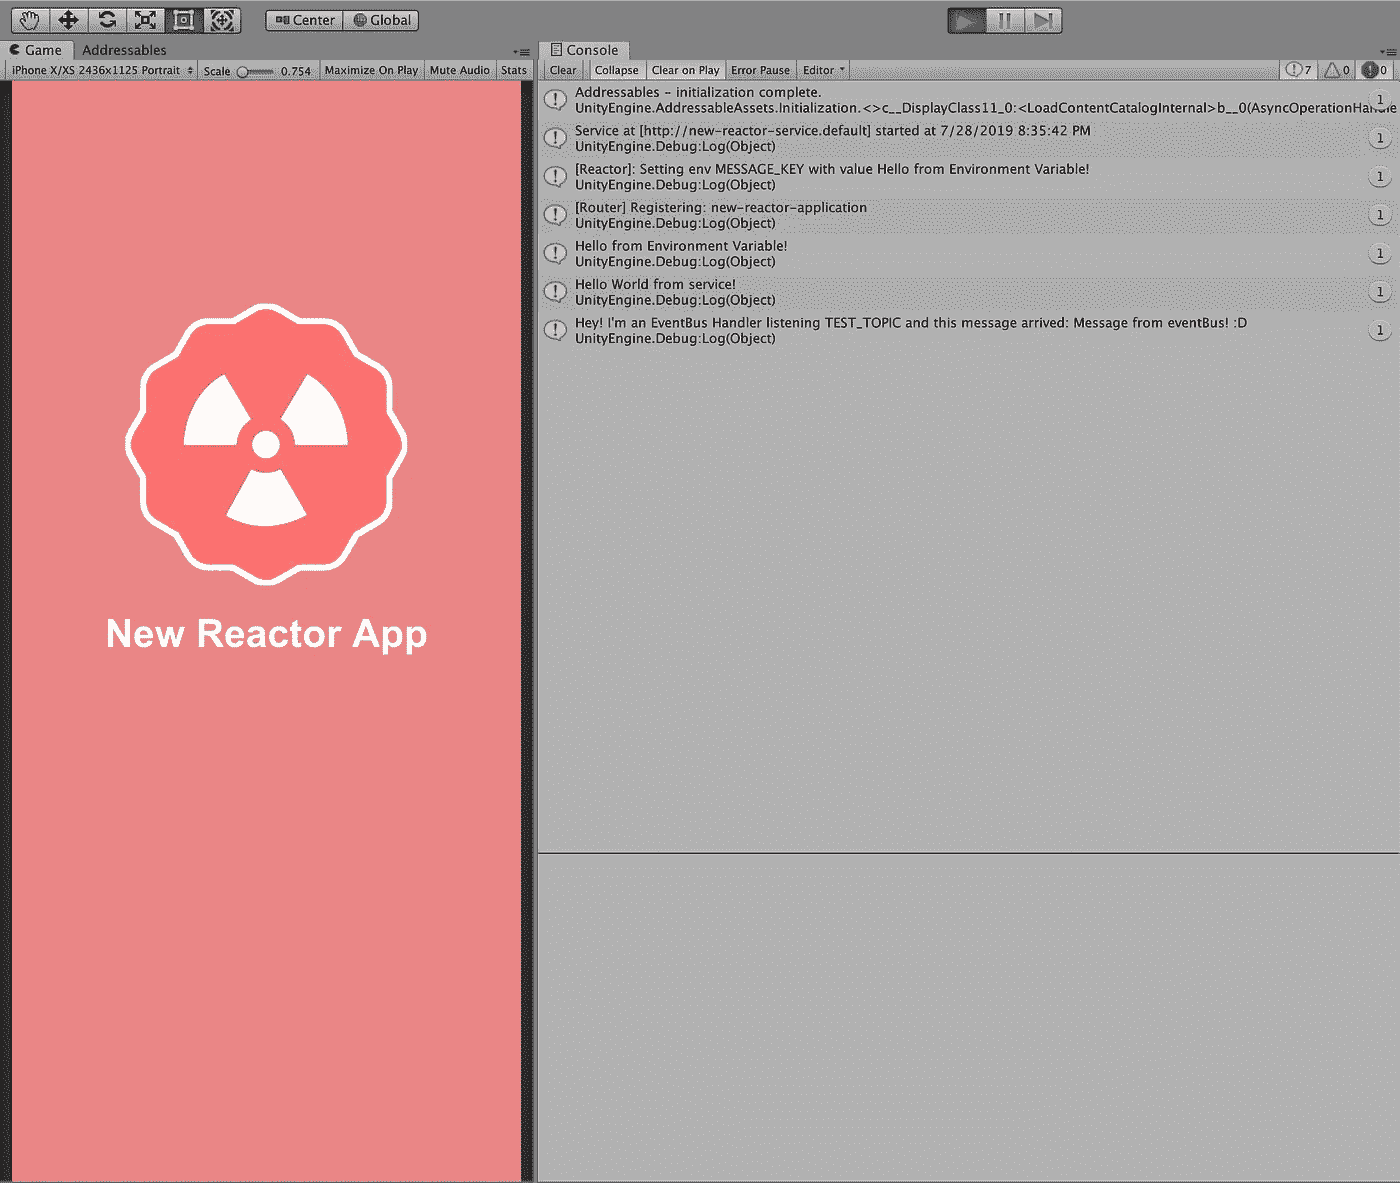 Center Global
Game Addressables
iPhone X/XS 2436x1125 Portrait Scale 0.754 Maximize On Play Mute Audio Stats
New Reactor App
Console
Clear Collapse Clear on Play Error Pause Editor 7 0 0
Addressables - initialization complete. 1
UnityEngine.AddressableAssets.Initialization.<>c__DisplayClass11_0:<LoadContentCatalogInternal>b__0(AsyncOperationHandle
Service at [http://new-reactor-service.default] started at 7/28/2019 8:35:42 PM 1
UnityEngine.Debug:Log(Object)
[Reactor]: Setting env MESSAGE_KEY with value Hello from Environment Variable! 1
UnityEngine.Debug:Log(Object)
[Router] Registering: new-reactor-application 1
UnityEngine.Debug:Log(Object)
Hello from Environment Variable! 1
UnityEngine.Debug:Log(Object)
Hello World from service! 1
UnityEngine.Debug:Log(Object)
Hey! I'm an EventBus Handler listening TEST_TOPIC and this message arrived: Message from eventBus! :D 1
UnityEngine.Debug:Log(Object)